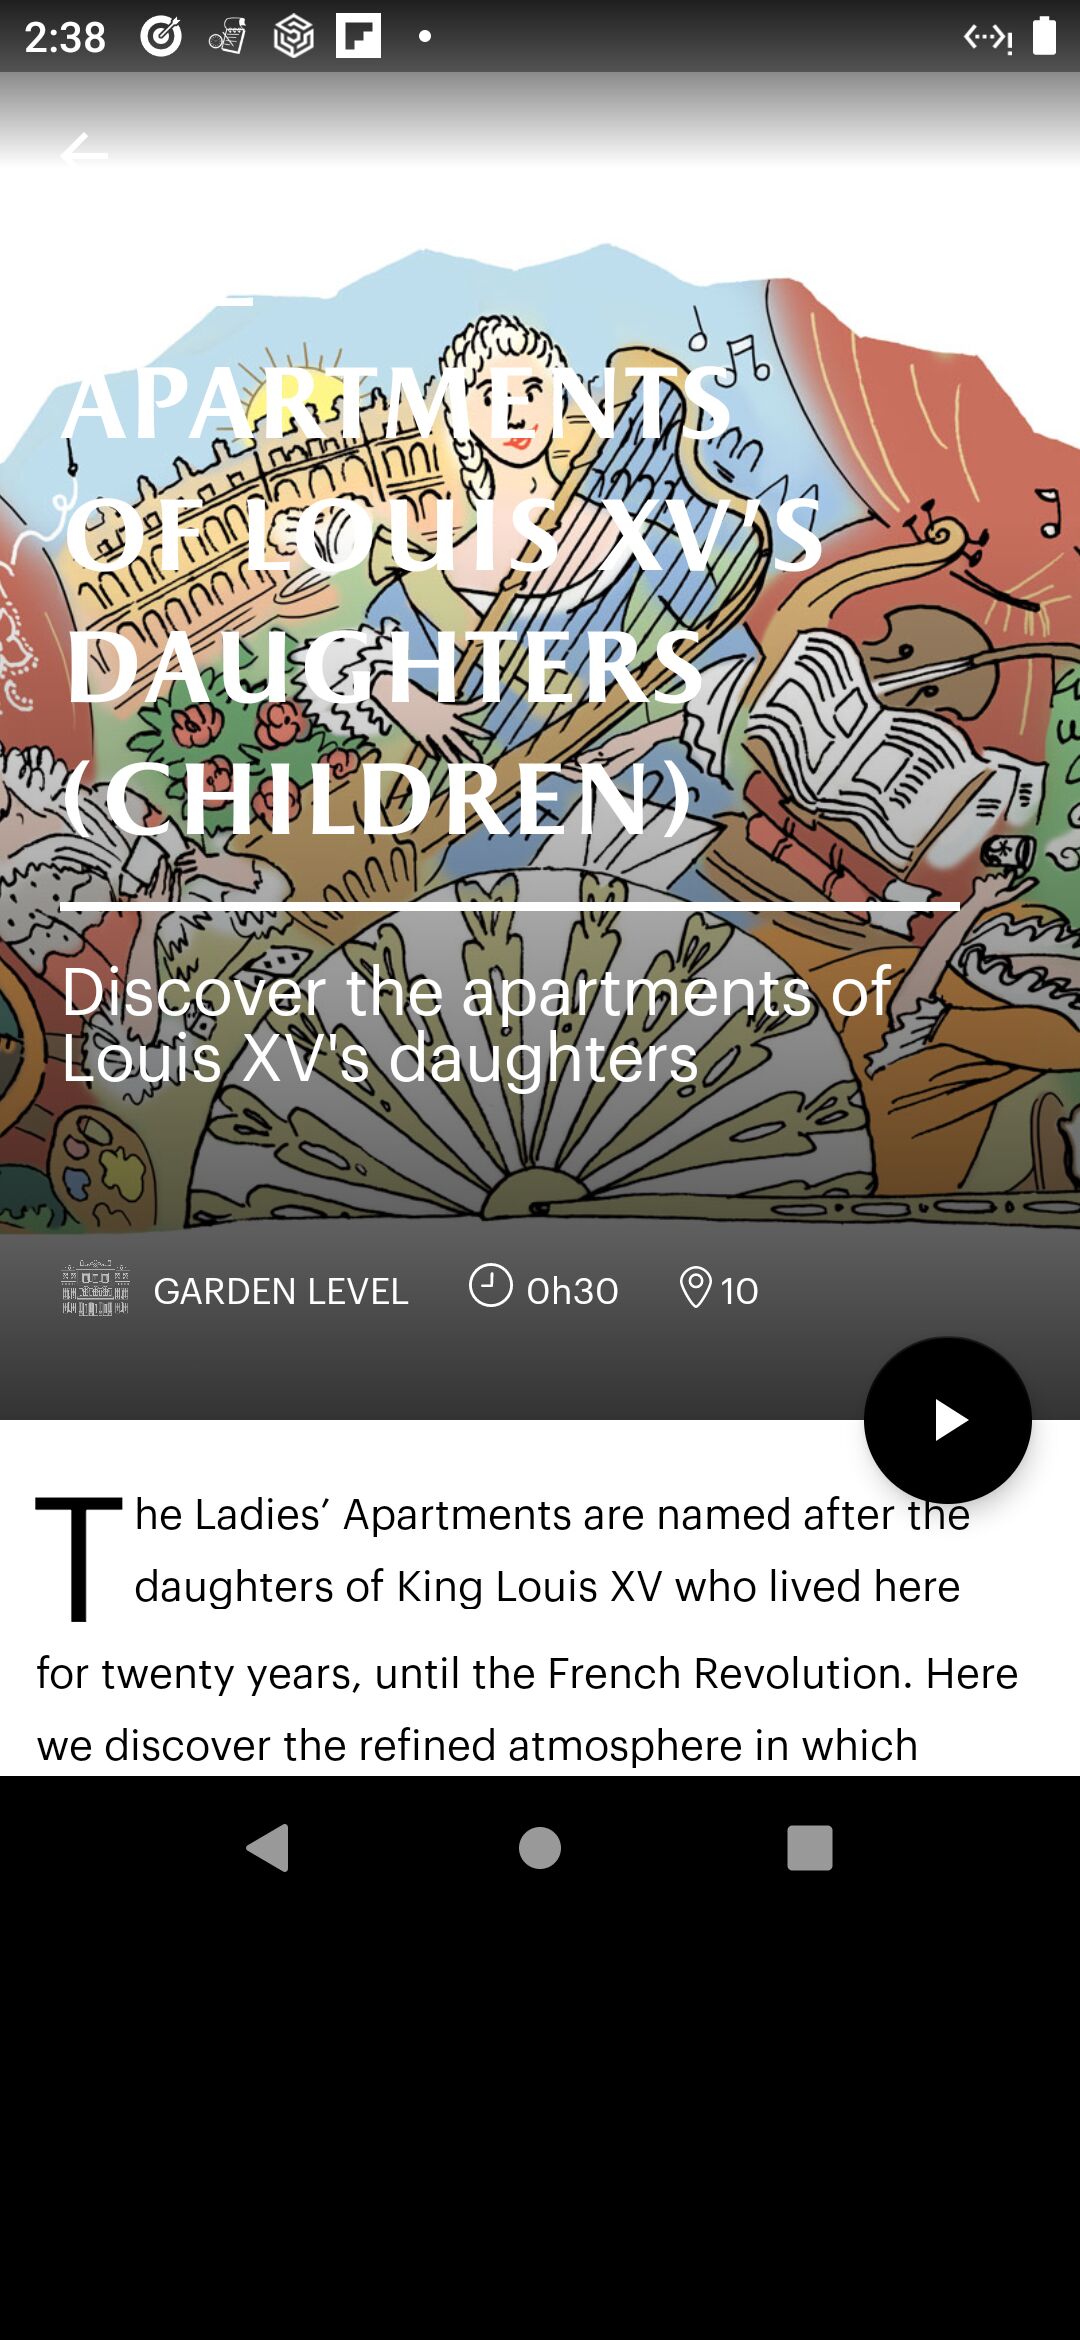 2:38
APARTMENTS
OF LOUIS XV'S
DAUGHTERS
(CHILDREN)
Discover the apartments of
Louis XV's daughters
GARDEN LEVEL 0h30 10
The Ladies’ Apartments are named after the
daughters of King Louis XV who lived here
for twenty years, until the French Revolution. Here
we discover the refined atmosphere in which